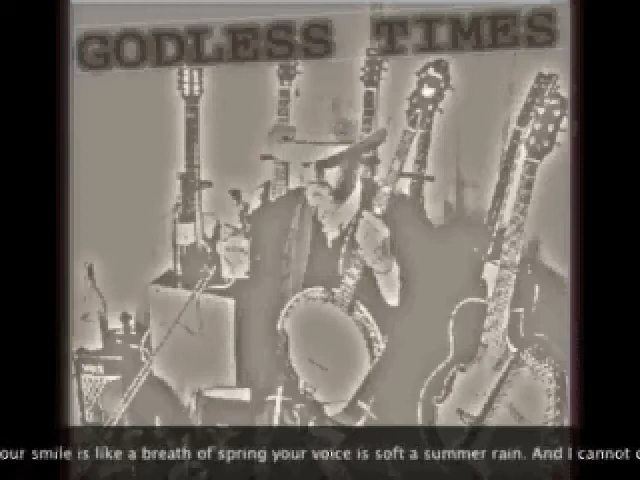 GODLESS TIMES
our smile is like a breath of spring your voice is soft a summer rain. And I cannot